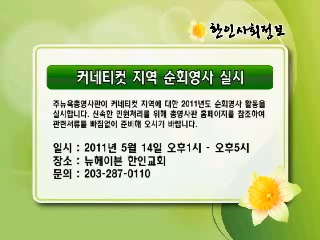 한인사회정보
커네티컷 지역 순회영사 실시
주뉴욕총영사관이 커네티컷 지역에 대한 2011년도 순회영사 활동을
실시합니다. 신속한 민원처리를 위해 총영사관 홈페이지를 참조하여
관련서류를 빠짐없이 준비해 오시기 바랍니다.
일시 : 2011년 5월 14일 오후1시 - 오후5시
장소 : 뉴헤이븐 한인교회
문의 : 203-287-0110